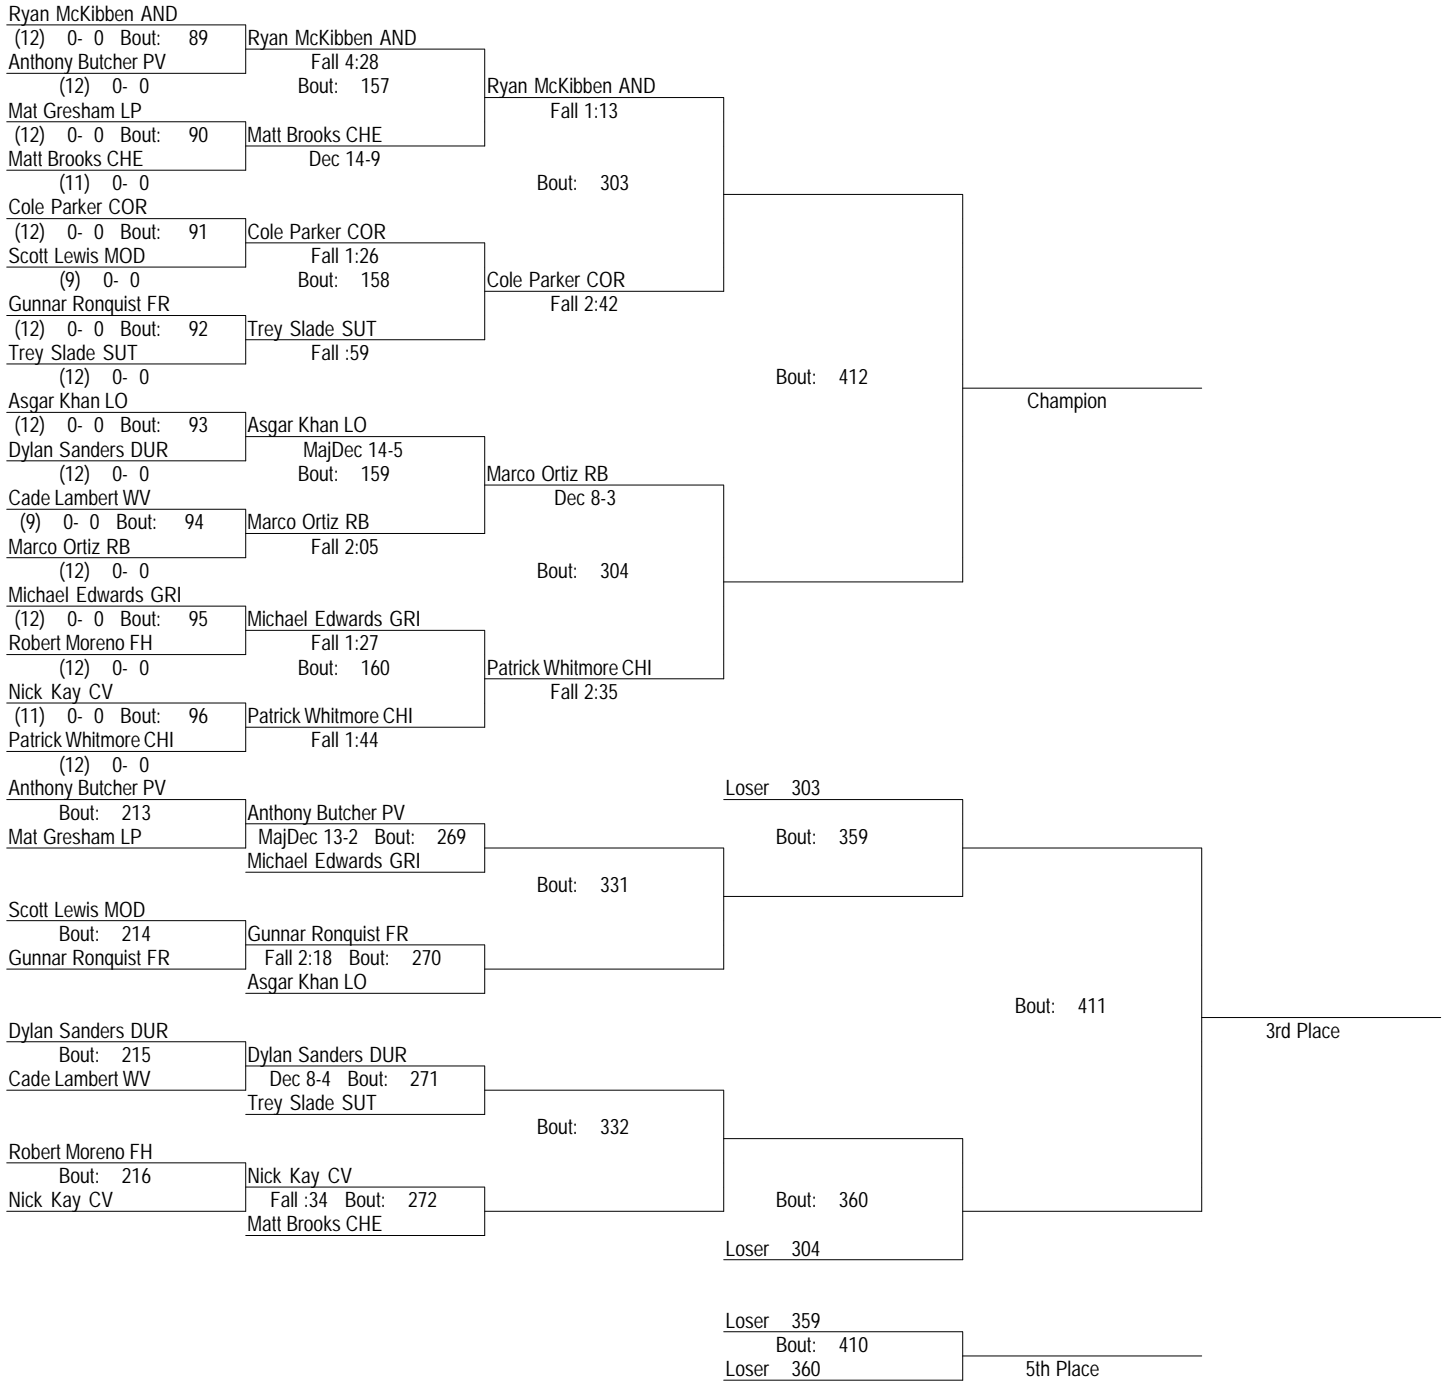 Ryan McKibben AND
(12) 0- 0 Bout: 89 Ryan McKibben AND
Anthony Butcher PV Fall 4:28
(12) 0- 0 Bout: 157 Ryan McKibben AND
Mat Gresham LP Fall 1:13
(12) 0- 0 Bout: 90 Matt Brooks CHE
Matt Brooks CHE Dec 14-9
(11) 0- 0 Bout: 303
Cole Parker COR
(12) 0- 0 Bout: 91 Cole Parker COR
Scott Lewis MOD Fall 1:26
(9) 0- 0 Bout: 158 Cole Parker COR
Gunnar Ronquist FR Fall 2:42
(12) 0- 0 Bout: 92 Trey Slade SUT
Trey Slade SUT Fall :59
(12) 0- 0 Bout: 412
Asgar Khan LO Champion
(12) 0- 0 Bout: 93 Asgar Khan LO
Dylan Sanders DUR MajDec 14-5
(12) 0- 0 Bout: 159 Marco Ortiz RB
Cade Lambert WV Dec 8-3
(9) 0- 0 Bout: 94 Marco Ortiz RB
Marco Ortiz RB Fall 2:05
(12) 0- 0 Bout: 304
Michael Edwards GRI
(12) 0- 0 Bout: 95 Michael Edwards GRI
Robert Moreno FH Fall 1:27
(12) 0- 0 Bout: 160 Patrick Whitmore CHI
Nick Kay CV Fall 2:35
(11) 0- 0 Bout: 96 Patrick Whitmore CHI
Patrick Whitmore CHI Fall 1:44
(12) 0- 0
Anthony Butcher PV Loser 303
Bout: 213 Anthony Butcher PV
Mat Gresham LP MajDec 13-2 Bout: 269 Bout: 359
Michael Edwards GRI
Bout: 331
Scott Lewis MOD
Bout: 214 Gunnar Ronquist FR
Gunnar Ronquist FR Fall 2:18 Bout: 270
Asgar Khan LO
Bout: 411
Dylan Sanders DUR 3rd Place
Bout: 215 Dylan Sanders DUR
Cade Lambert WV Dec 8-4 Bout: 271
Trey Slade SUT
Bout: 332
Robert Moreno FH
Bout: 216 Nick Kay CV
Nick Kay CV Fall :34 Bout: 272 Bout: 360
Matt Brooks CHE
Loser 304
Loser 359
Bout: 410
Loser 360 5th Place